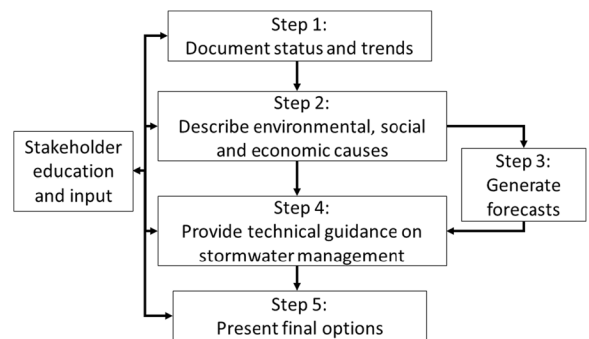 Step 1:
Document status and trends
Step 2:
Describe environmental, social
and economic causes
Stakeholder
education
and input
Step 3:
Generate
forecasts
Step 4:
Provide technical guidance on
stormwater management
Step 5:
Present final options